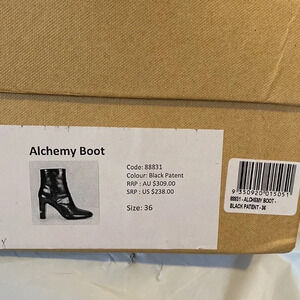 Alchemy Boot
Code: 88831
Colour: Black Patent
RRP : AU $309.00
SRP : US $238.00
Size: 36
9 350920 015051
88831 - ALCHEMY BOOT -
BLACK PATENT - 36
Y